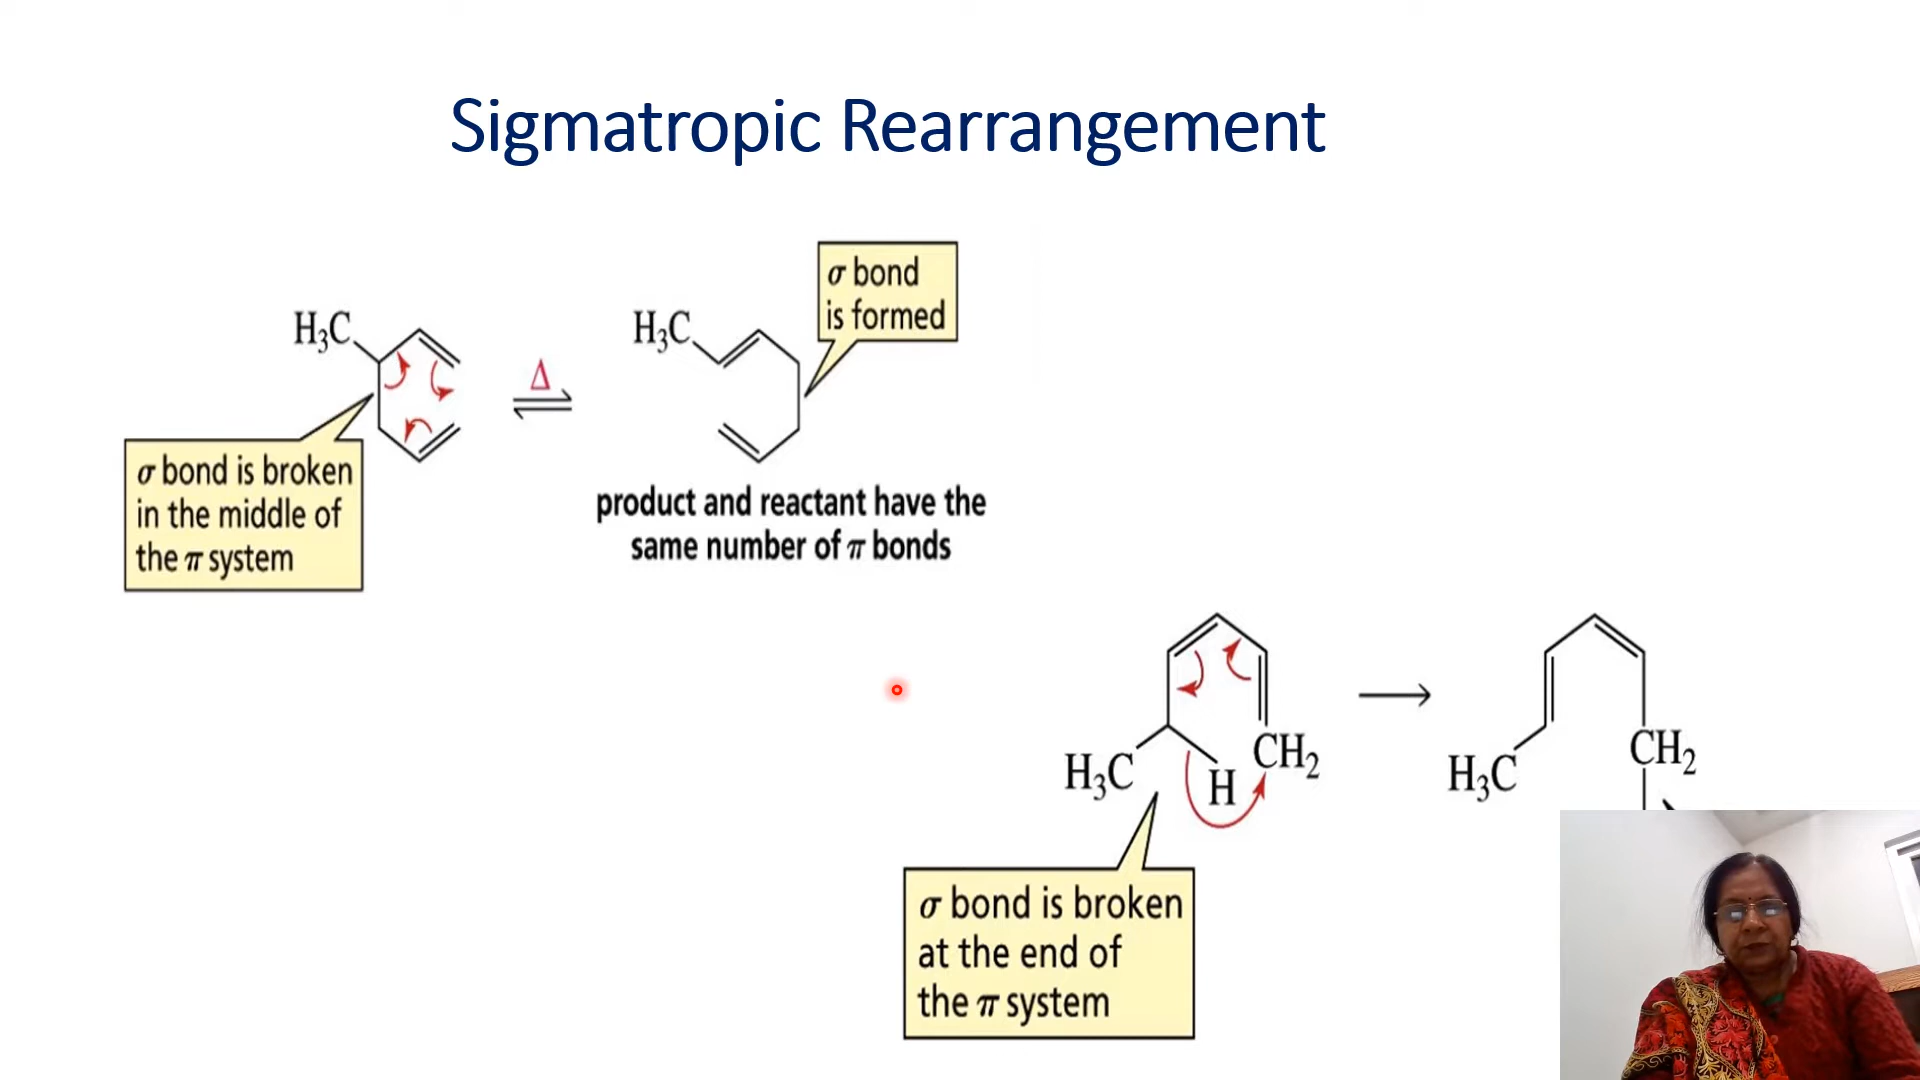 Sigmatropic Rearrangement
σ bond
is formed
H₃C
H₃C
Δ
σ bond is broken
in the middle of
the π system
product and reactant have the
same number of π bonds
H₃C
H
CH₂
H₃C
CH₂
σ bond is broken
at the end of
the π system